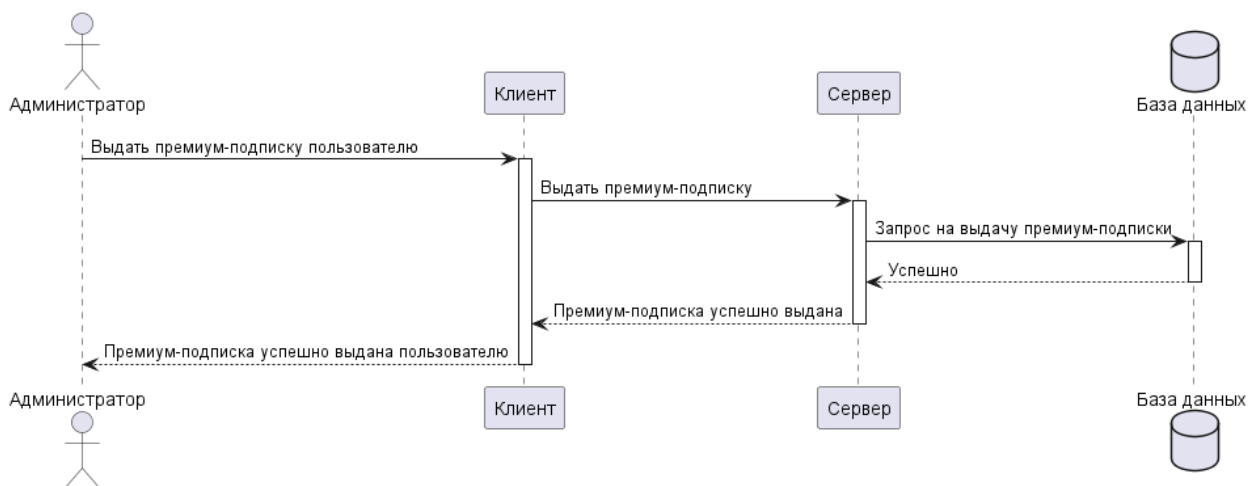 Администратор
Клиент
Сервер
База данных
Выдать премиум-подписку пользователю
Выдать премиум-подписку
Запрос на выдачу премиум-подписки
Успешно
Премиум-подписка успешно выдана
Премиум-подписка успешно выдана пользователю
Администратор
Клиент
Сервер
База данных